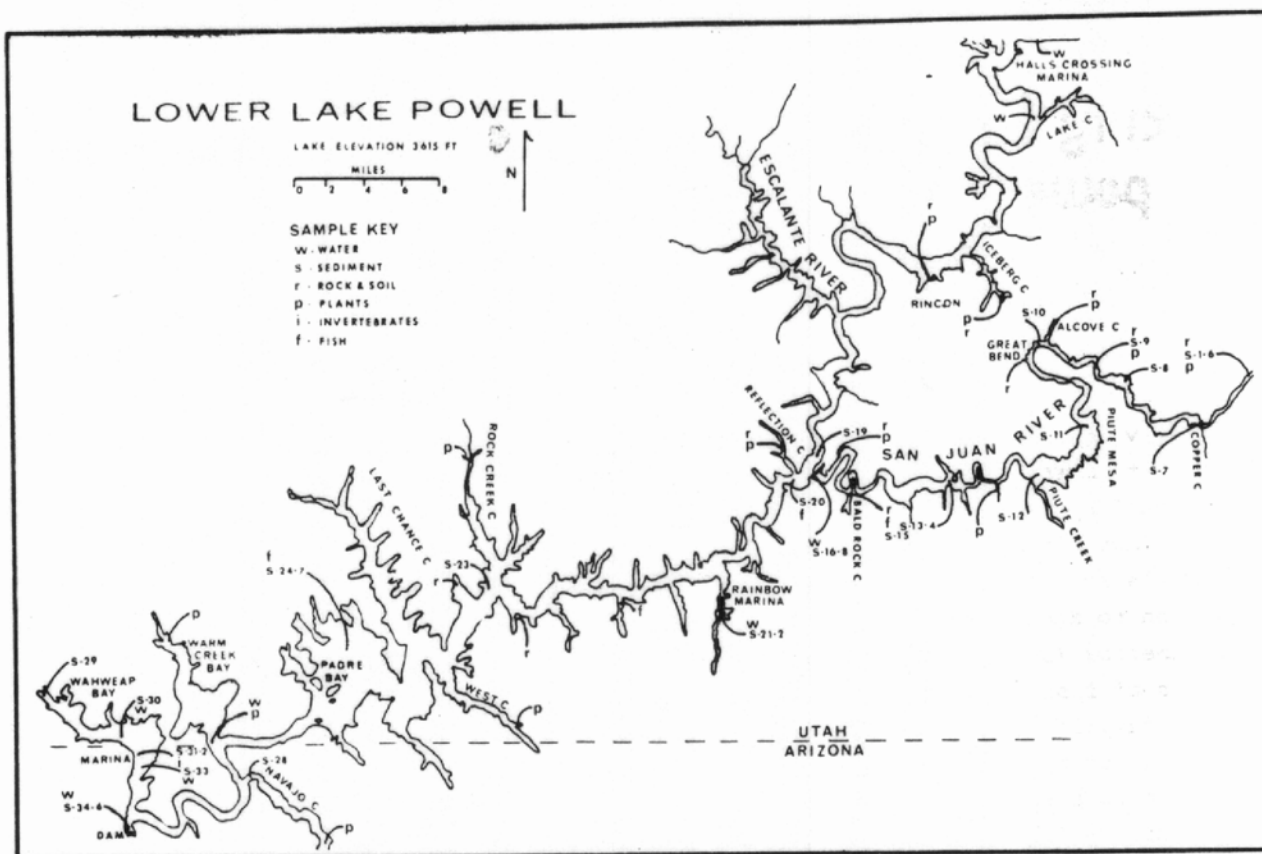 LOWER LAKE POWELL
LAKE ELEVATION 3615 FT
MILES
0 2 4 6 8
N
SAMPLE KEY
W - WATER
S - SEDIMENT
r - ROCK & SOIL
p - PLANTS
i - INVERTEBRATES
f - FISH
W
HALLS CROSSING
MARINA
W
LAKE C
ESCALANTE RIVER
r
p
ICEBERG C
RINCON
p
r
S-10
r
p
ALCOVE C
GREAT
BEND
r
r
S-9
p
S-8
r
S-1-6
p
S-11
PIUTE MESA
S-7
COPPER C
REFLECTION C
r
p
S-19
r
p
SAN JUAN RIVER
S-20
f
W
S-16-8
BALD ROCK C
r
f
S-15
S-13-4
p
S-12
PIUTE CREEK
ROCK CREEK C
p
LAST CHANCE C
S-23
r
f
S-24-7
r
f
RAINBOW
MARINA
W
S-21-2
p
WARM
CREEK
BAY
PADRE
BAY
WEST C
p
S-29
WAHWEAP
BAY
S-30
W
W
p
UTAH
ARIZONA
MARINA
S-31-2
S-33
W
S-28
NAVAJO C
p
W
S-34-6
DAM